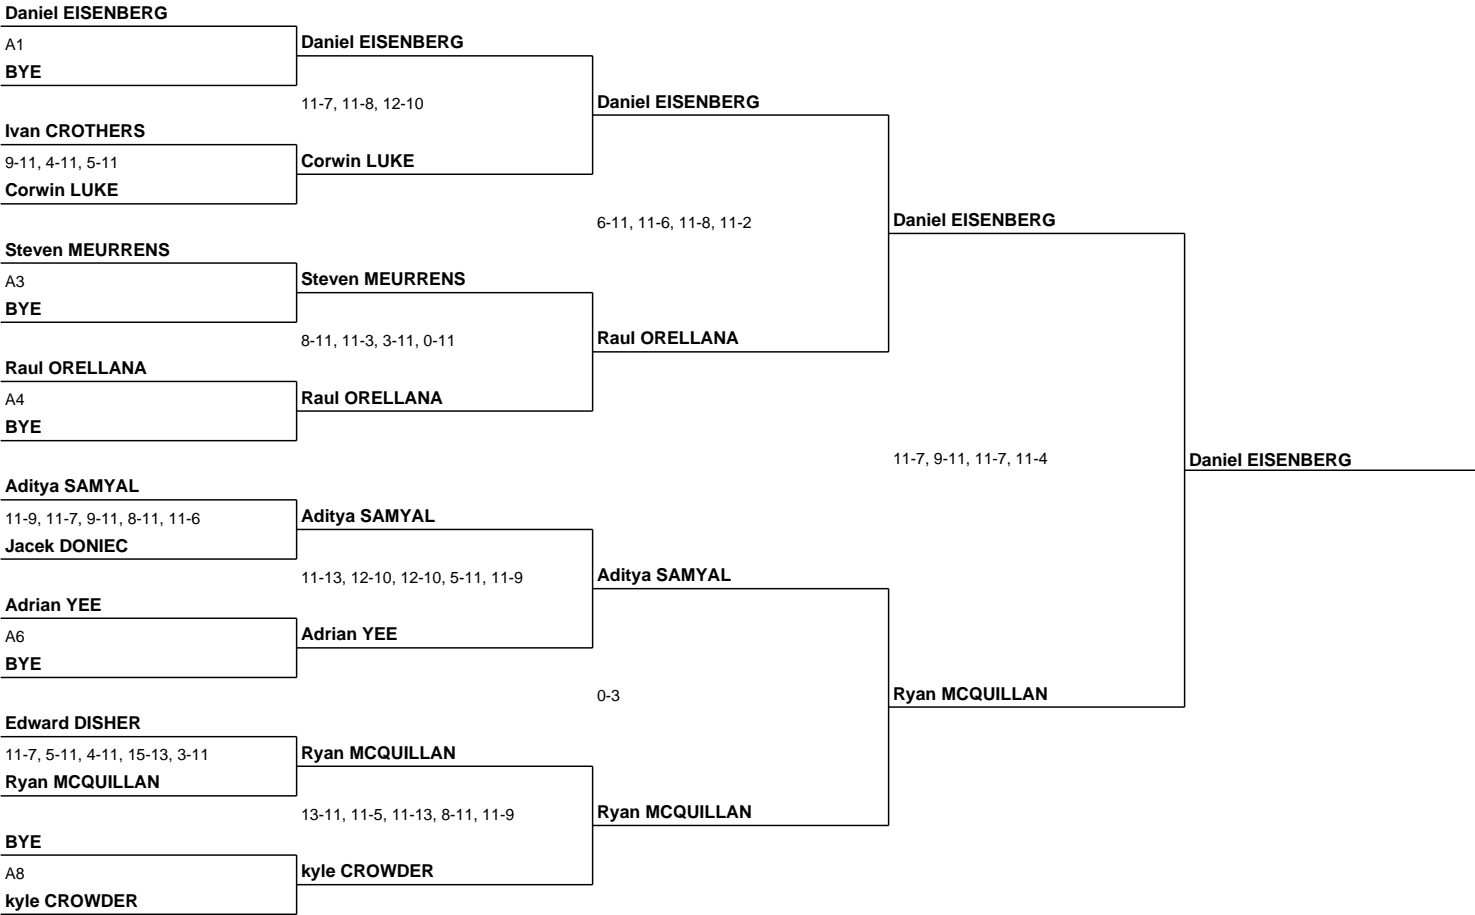 Daniel EISENBERG
A1
BYE
Ivan CROTHERS
9-11, 4-11, 5-11
Corwin LUKE
Steven MEURRENS
A3
BYE
Raul ORELLANA
A4
BYE
Aditya SAMYAL
11-9, 11-7, 9-11, 8-11, 11-6
Jacek DONIEC
Adrian YEE
A6
BYE
Edward DISHER
11-7, 5-11, 4-11, 15-13, 3-11
Ryan MCQUILLAN
BYE
A8
kyle CROWDER
Daniel EISENBERG
11-7, 11-8, 12-10
Corwin LUKE
Steven MEURRENS
8-11, 11-3, 3-11, 0-11
Raul ORELLANA
Aditya SAMYAL
11-13, 12-10, 12-10, 5-11, 11-9
Adrian YEE
Ryan MCQUILLAN
13-11, 11-5, 11-13, 8-11, 11-9
kyle CROWDER
Daniel EISENBERG
6-11, 11-6, 11-8, 11-2
Raul ORELLANA
Aditya SAMYAL
0-3
Ryan MCQUILLAN
Daniel EISENBERG
11-7, 9-11, 11-7, 11-4
Ryan MCQUILLAN
Daniel EISENBERG